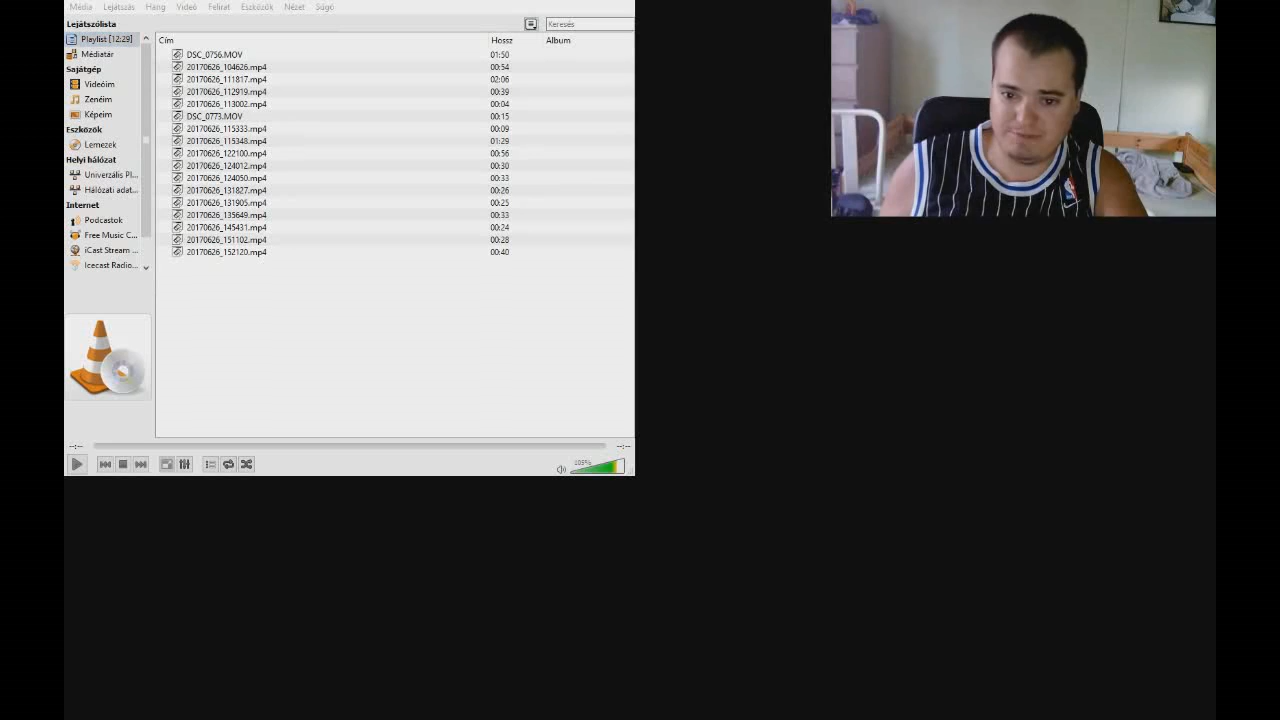 Média Lejátszás Hang Videó Felirat Eszközök Nézet Súgó
Lejátszólista
Keresés
Playlist [12:29]
Médiatár
Sajátgép
Videóim
Zenéim
Képeim
Eszközök
Lemezek
Helyi hálózat
Univerzális Pl...
Hálózati adat...
Internet
Podcastok
Free Music C...
iCast Stream ...
Icecast Radio...
Cím Hossz Album
DSC_0756.MOV 01:50
20170626_104626.mp4 00:54
20170626_111817.mp4 02:06
20170626_112919.mp4 00:39
20170626_113002.mp4 00:04
DSC_0773.MOV 00:15
20170626_115333.mp4 00:09
20170626_115348.mp4 01:29
20170626_122100.mp4 00:56
20170626_124012.mp4 00:30
20170626_124050.mp4 00:33
20170626_131827.mp4 00:26
20170626_131905.mp4 00:25
20170626_135649.mp4 00:33
20170626_145431.mp4 00:24
20170626_151102.mp4 00:28
20170626_152120.mp4 00:40
--:-- --:--
103%